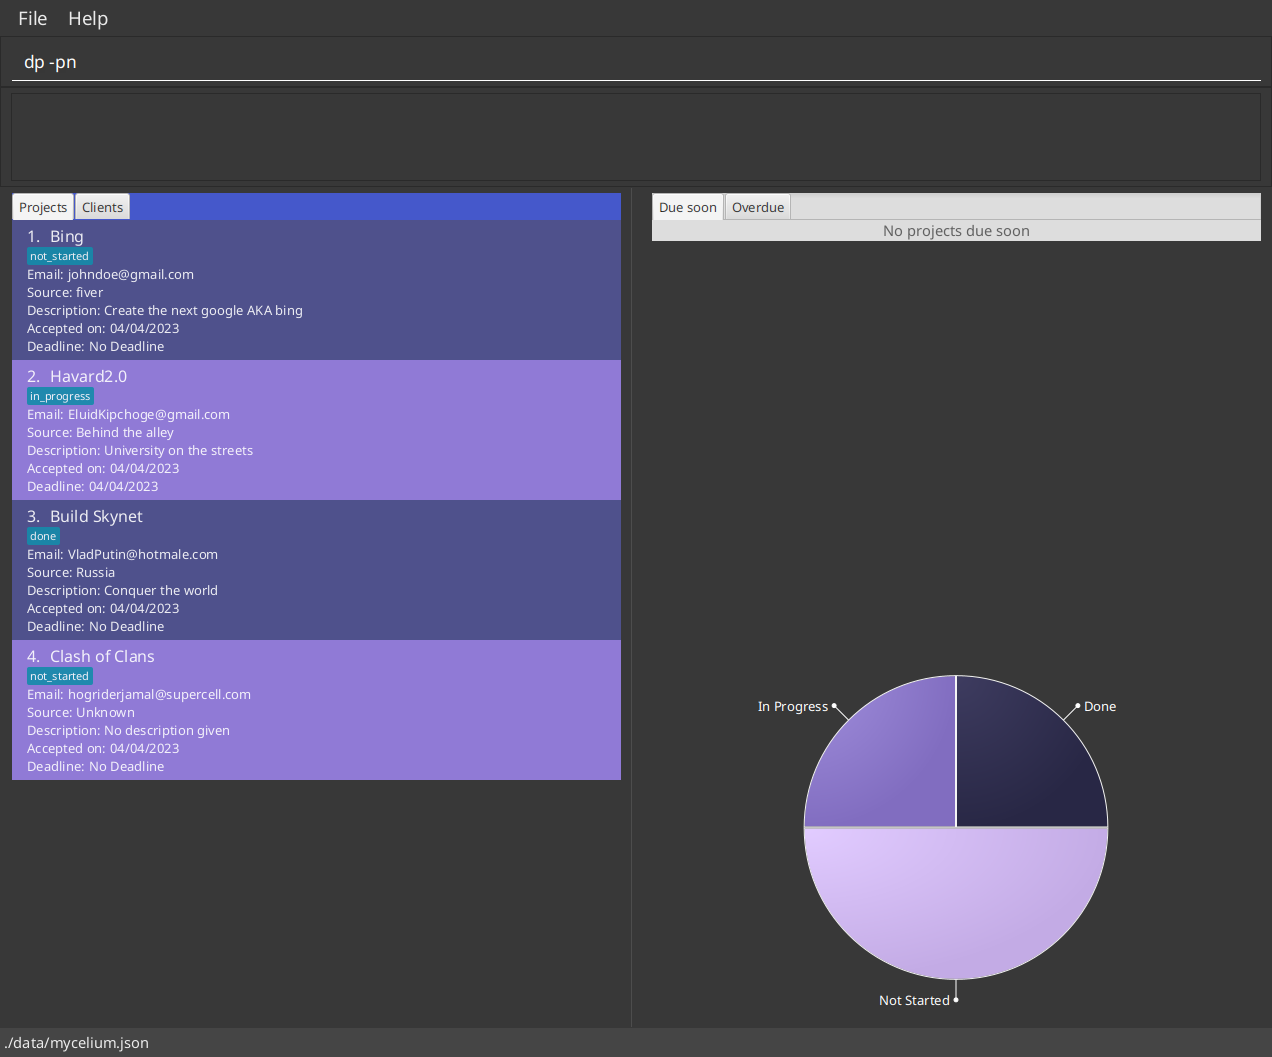 File Help
dp -pn
Projects Clients
1. Bing
not_started
Email: johndoe@gmail.com
Source: fiver
Description: Create the next google AKA bing
Accepted on: 04/04/2023
Deadline: No Deadline
2. Havard2.0
in_progress
Email: EluidKipchoge@gmail.com
Source: Behind the alley
Description: University on the streets
Accepted on: 04/04/2023
Deadline: 04/04/2023
3. Build Skynet
done
Email: VladPutin@hotmale.com
Source: Russia
Description: Conquer the world
Accepted on: 04/04/2023
Deadline: No Deadline
4. Clash of Clans
not_started
Email: hogriderjamal@supercell.com
Source: Unknown
Description: No description given
Accepted on: 04/04/2023
Deadline: No Deadline
Due soon Overdue
No projects due soon
In Progress
Done
Not Started
./data/mycelium.json